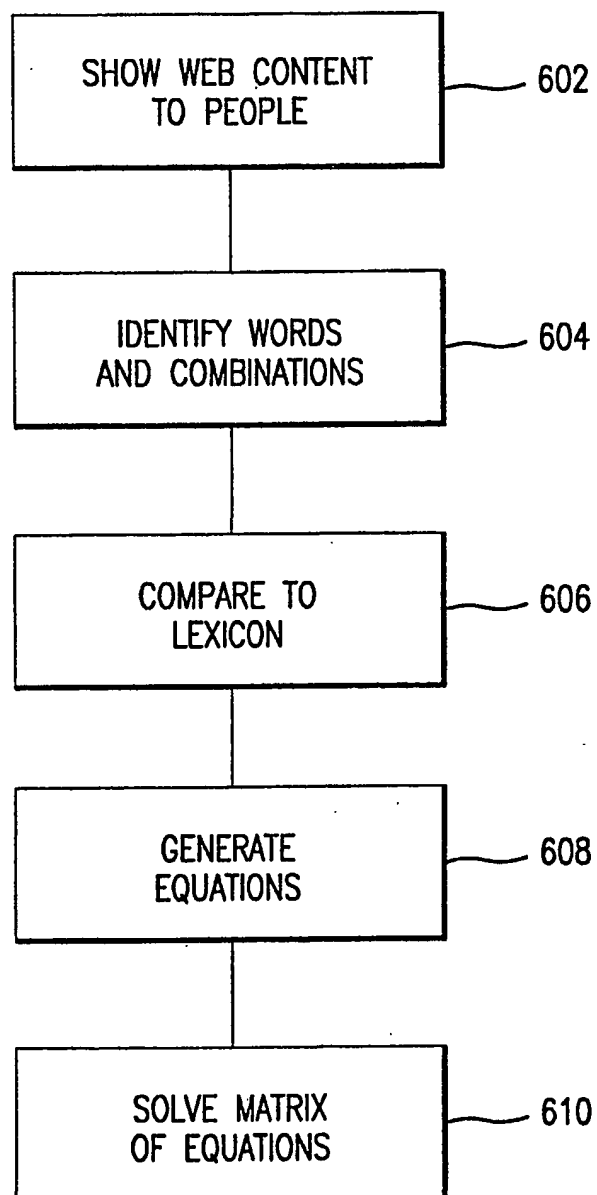 SHOW WEB CONTENT
TO PEOPLE
602
IDENTIFY WORDS
AND COMBINATIONS
604
COMPARE TO
LEXICON
606
GENERATE
EQUATIONS
608
SOLVE MATRIX
OF EQUATIONS
610